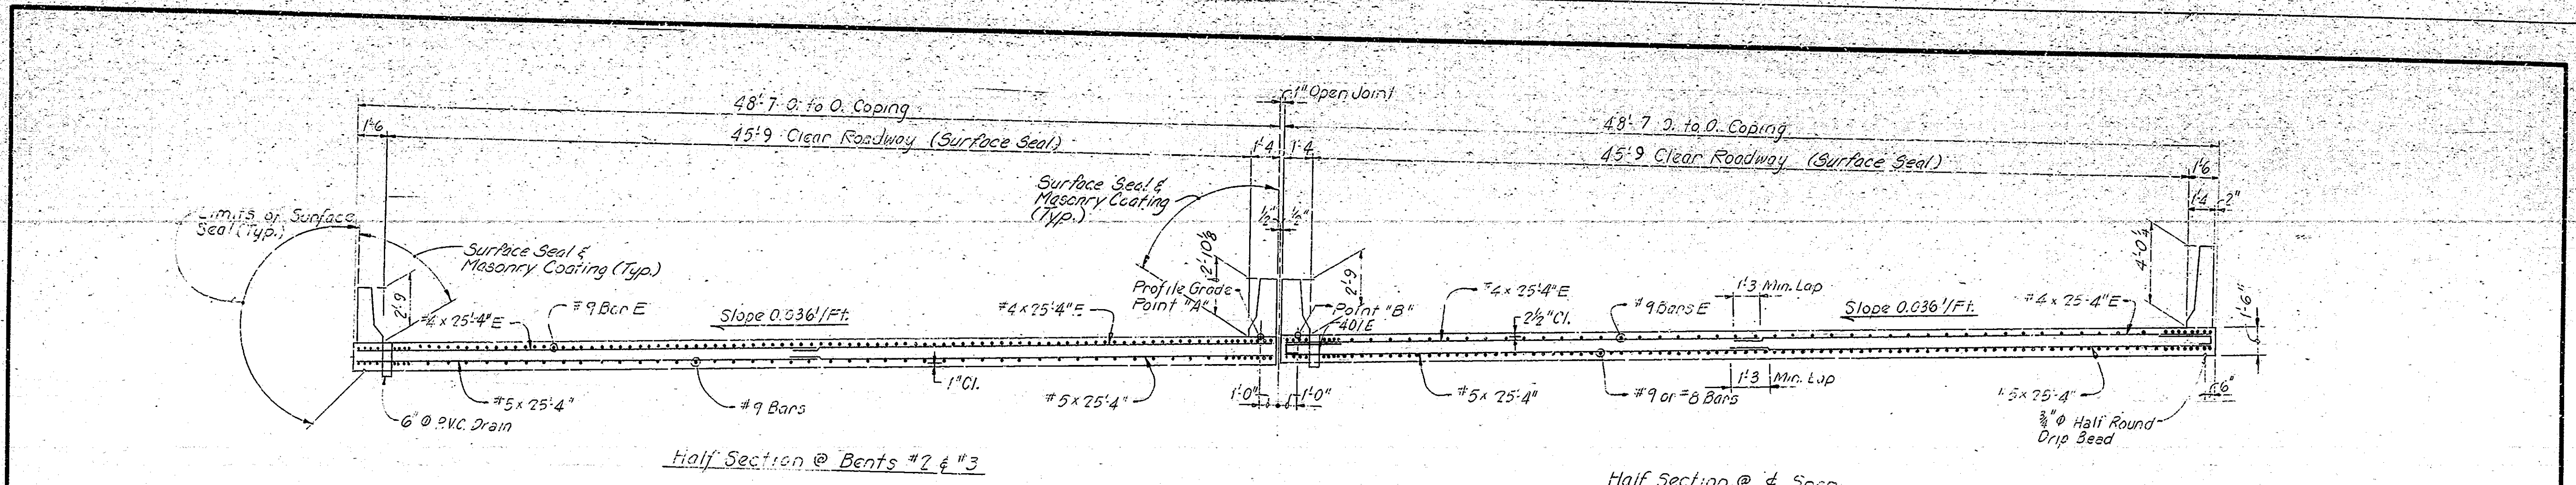 48'-7 O. to O. Coping
1" Open Joint
48'-7 O. to O. Coping
1'-6
45'-9 Clear Roadway (Surface Seal)
1'-4
1'-4
45'-9 Clear Roadway (Surface Seal)
1'-6
1'-4
2"
Limits of Surface
Seal (Typ.)
Surface Seal &
Masonry Coating (Typ.)
Surface Seal &
Masonry Coating
(Typ.)
½"
½"
2'-9
2'-10⅛
2'-9
4'-0¼
1'-6"
Profile Grade
Point "A"
Point "B"
401E
#4 x 25'-4" E
#9 Bar E
Slope 0.036'/Ft.
#4 x 25'-4" E
#4 x 25'-4" E
2½" Cl.
#9 Bars E
1'-3 Min. Lap
Slope 0.036'/Ft.
#4 x 25'-4" E
6" Φ P.V.C. Drain
#5 x 25'-4"
#9 Bars
1" Cl.
#5 x 25'-4"
1'-0"
1'-0"
#5 x 25'-4"
#9 or #8 Bars
1'-3 Min. Lap
#5 x 25'-4"
6"
¾" Φ Half Round
Drip Bead
Half Section @ Bents #2 & #3
Half Section @ ℄ Span